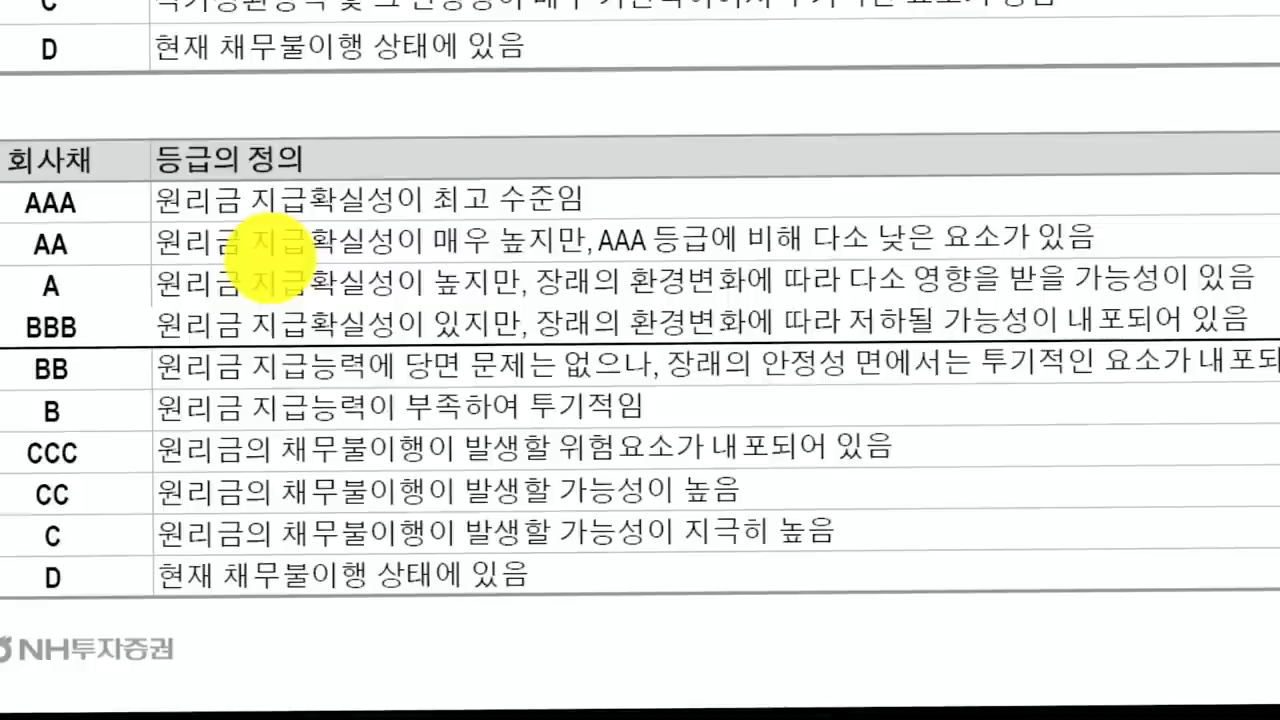 C
D 현재 채무불이행 상태에 있음
회사채 등급의 정의
AAA 원리금 지급확실성이 최고 수준임
AA 원리금 지급확실성이 매우 높지만, AAA 등급에 비해 다소 낮은 요소가 있음
A 원리금 지급확실성이 높지만, 장래의 환경변화에 따라 다소 영향을 받을 가능성이 있음
BBB 원리금 지급확실성이 있지만, 장래의 환경변화에 따라 저하될 가능성이 내포되어 있음
BB 원리금 지급능력에 당면 문제는 없으나, 장래의 안정성 면에서는 투기적인 요소가 내포되
B 원리금 지급능력이 부족하여 투기적임
CCC 원리금의 채무불이행이 발생할 위험요소가 내포되어 있음
CC 원리금의 채무불이행이 발생할 가능성이 높음
C 원리금의 채무불이행이 발생할 가능성이 지극히 높음
D 현재 채무불이행 상태에 있음
NH투자증권